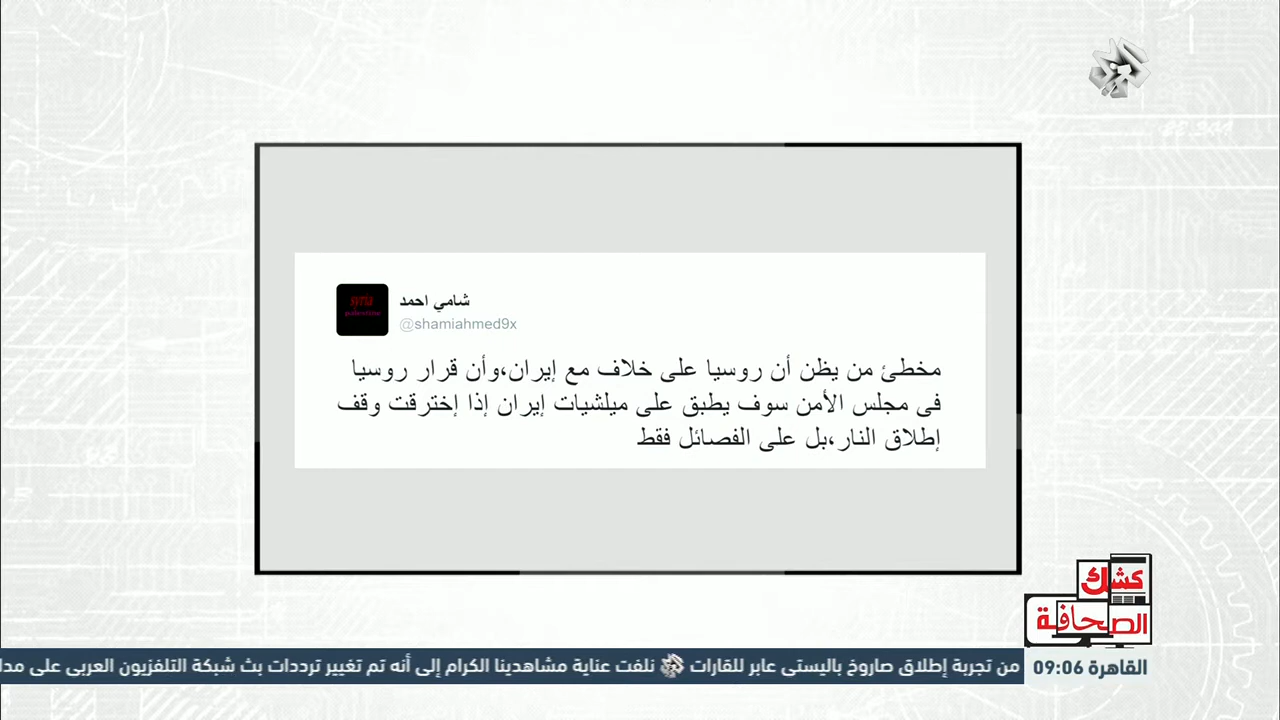 شامي احمد
@shamiahmed9x
مخطئ من يظن أن روسيا على خلاف مع إيران،وأن قرار روسيا
فى مجلس الأمن سوف يطبق على ميلشيات إيران إذا إخترقت وقف
إطلاق النار،بل على الفصائل فقط
كشك
الصحافة
القاهرة 09:06
من تجربة إطلاق صاروخ باليستى عابر للقارات
نلفت عناية مشاهدينا الكرام إلى أنه تم تغيير ترددات بث شبكة التلفزيون العربى على